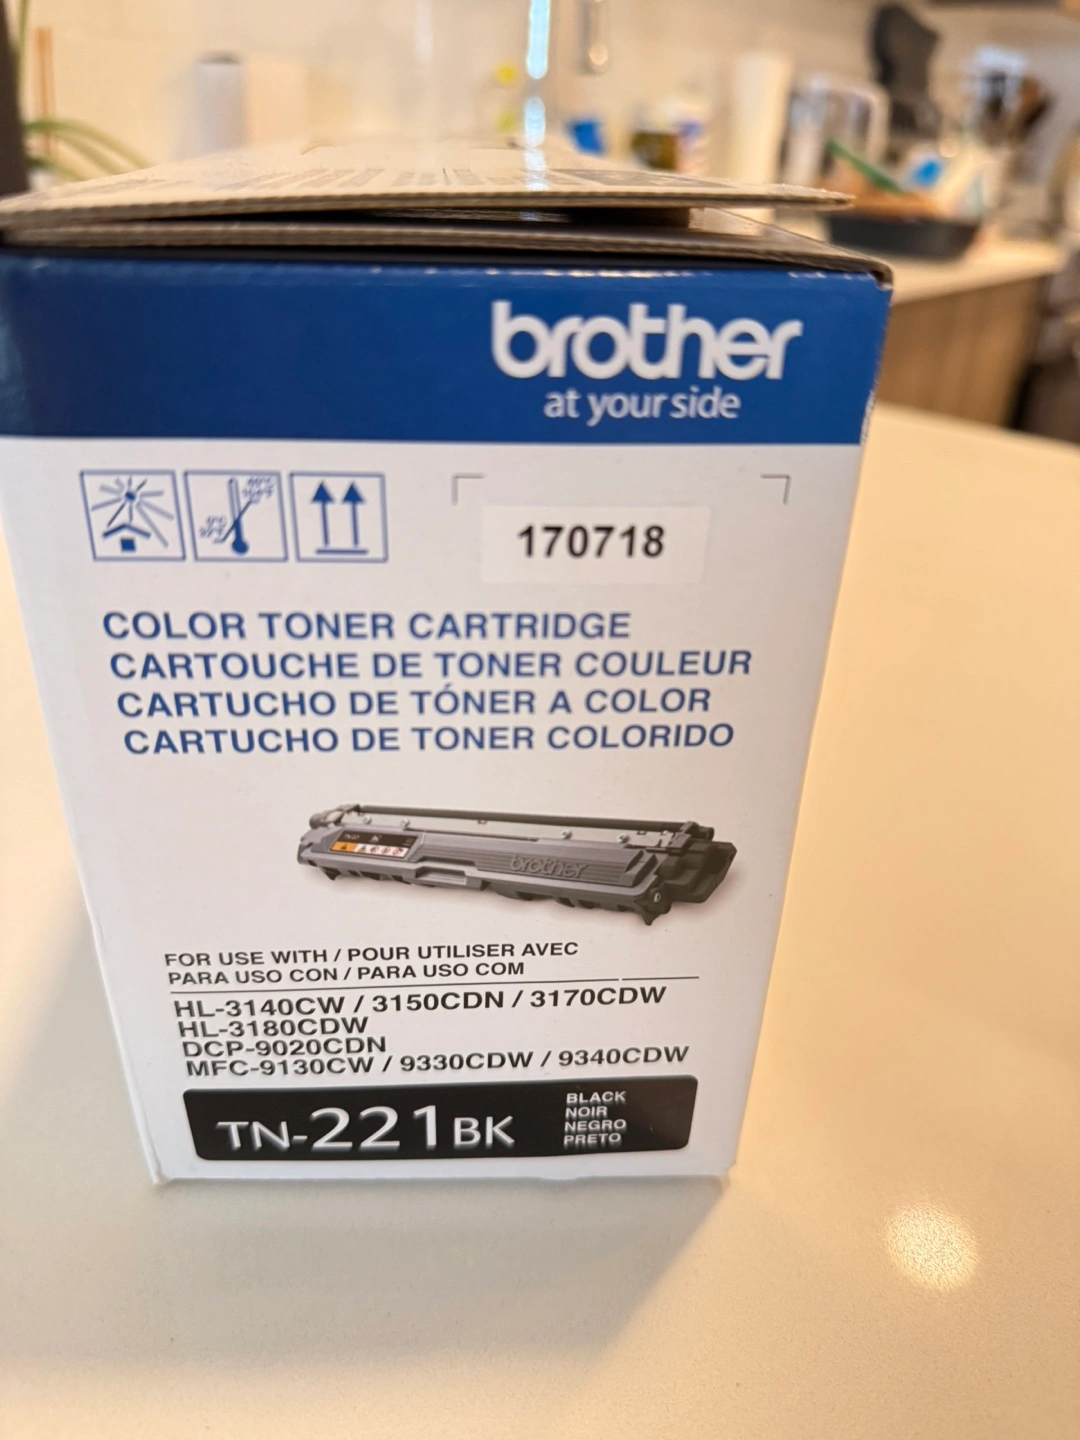 brother
at your side
170718
COLOR TONER CARTRIDGE
CARTOUCHE DE TONER COULEUR
CARTUCHO DE TÓNER A COLOR
CARTUCHO DE TONER COLORIDO
brother
FOR USE WITH / POUR UTILISER AVEC
PARA USO CON / PARA USO COM
HL-3140CW / 3150CDN / 3170CDW
HL-3180CDW
DCP-9020CDN
MFC-9130CW / 9330CDW / 9340CDW
TN-221BK
BLACK
NOIR
NEGRO
PRETO